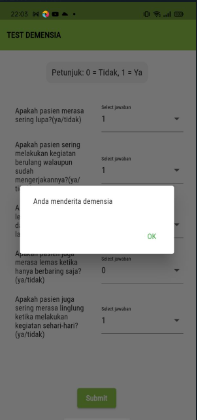 22:03
TEST DEMENSIA
Petunjuk: 0 = Tidak, 1 = Ya
Apakah pasien merasa
sering lupa?(ya/tidak)
Select jawaban
1
Apakah pasien sering
melakukan kegiatan
berulang walaupun
sudah
mengerjakannya?(ya/
Select jawaban
1
Anda menderita demensia
OK
merasa lemas ketika
hanya berbaring saja?
(ya/tidak)
Select jawaban
0
Apakah pasien juga
sering merasa linglung
ketika melakukan
kegiatan sehari-hari?
(ya/tidak)
Select jawaban
1
Submit